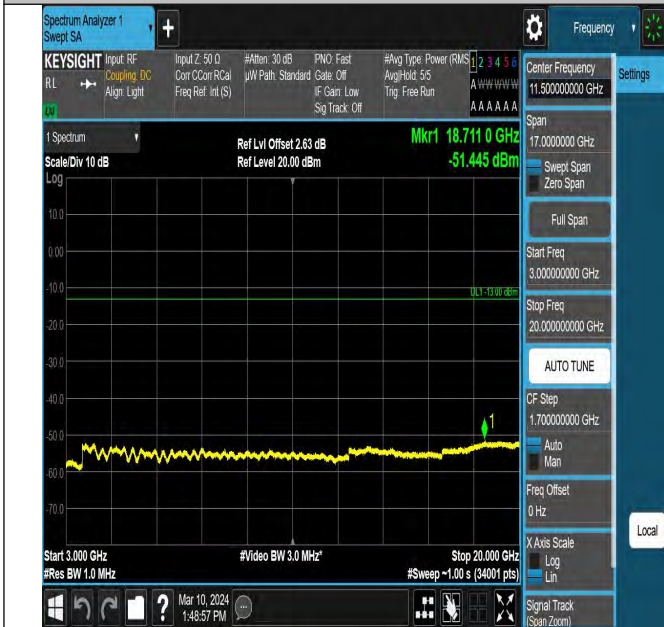 Spectrum Analyzer 1
Swept SA
+
Frequency
KEYSIGHT
RL
Input: RF
Coupling: DC
Align: Light
Input Z: 50 Ω
Corr CCorr RCal
Freq Ref: Int (S)
#Atten: 30 dB
µW Path: Standard
PNO: Fast
Gate: Off
IF Gain: Low
Sig Track: Off
#Avg Type: Power (RMS
Avg|Hold: 5/5
Trig: Free Run
1 2 3 4 5 6
A W W W W W
A A A A A A
1 Spectrum
Scale/Div 10 dB
Log
Ref Lvl Offset 2.63 dB
Ref Level 20.00 dBm
Mkr1 18.711 0 GHz
-51.445 dBm
10.0
0.00
-10.0
-20.0
-30.0
-40.0
-50.0
-60.0
-70.0
UL1 -13.00 dBm
1
Start 3.000 GHz
#Res BW 1.0 MHz
#Video BW 3.0 MHz*
Stop 20.000 GHz
#Sweep ~1.00 s (34001 pts)
Center Frequency
11.500000000 GHz
Settings
Span
17.0000000 GHz
Swept Span
Zero Span
Full Span
Start Freq
3.000000000 GHz
Stop Freq
20.000000000 GHz
AUTO TUNE
CF Step
1.700000000 GHz
Auto
Man
Freq Offset
0 Hz
X Axis Scale
Log
Lin
Local
Signal Track
(Span Zoom)
?
Mar 10, 2024
1:48:57 PM